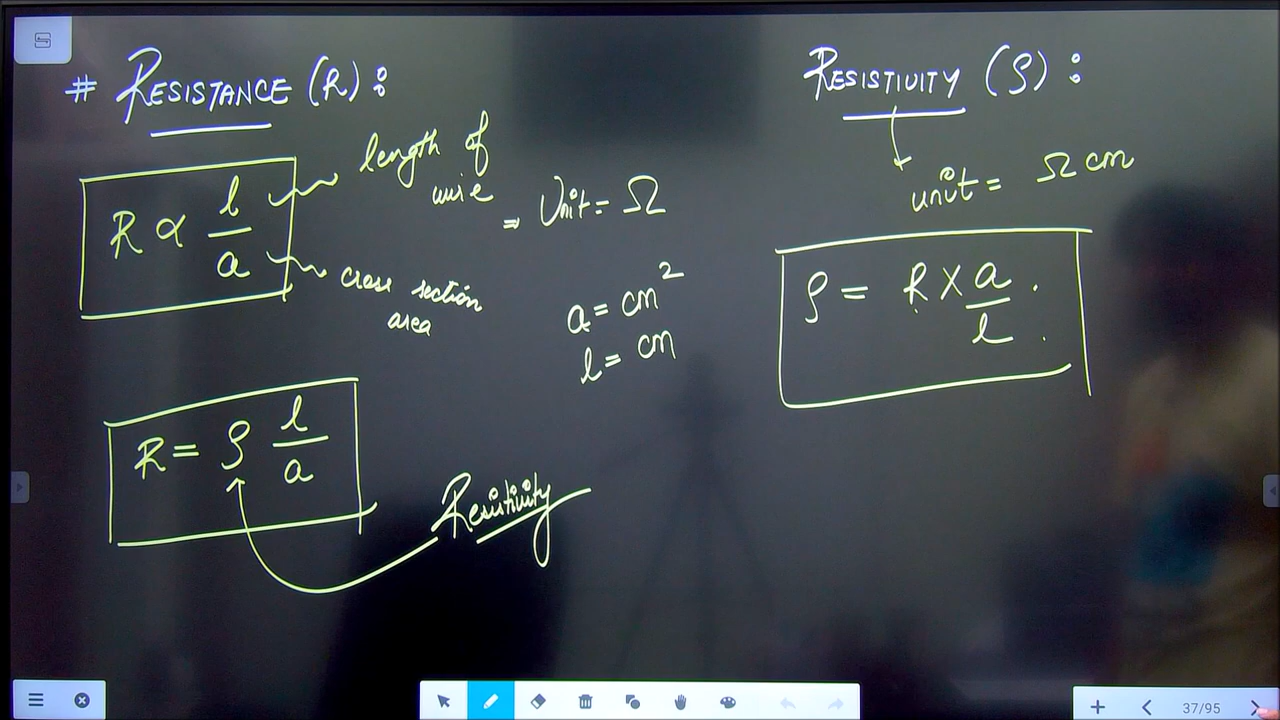 # RESISTANCE (R):
R ∝ l/a
length of
wire
cross section
area
⇒ Unit = Ω
a = cm²
l = cm
R = ρ l/a
Resistivity
RESISTIVITY (ρ):
unit = Ω cm
ρ = R × a/l
37/95